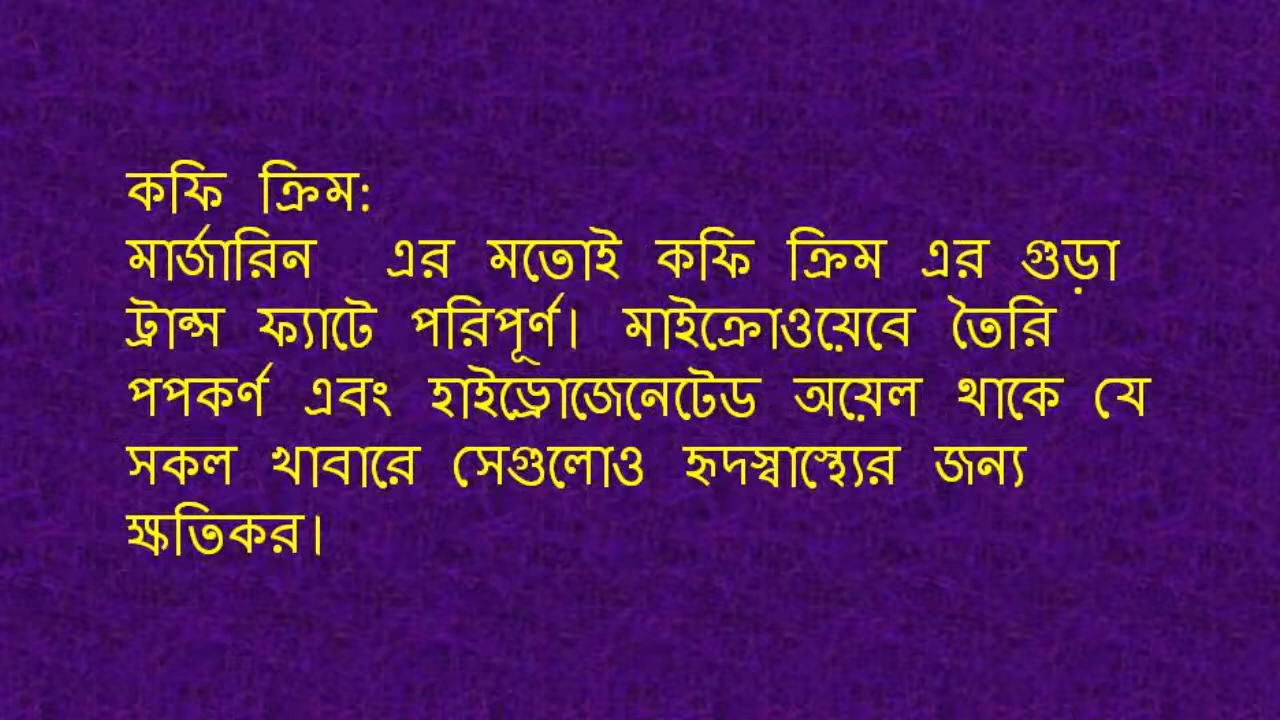 কফি ক্রিম:
মার্জারিন এর মতোই কফি ক্রিম এর গুড়া
ট্রান্স ফ্যাটে পরিপূর্ণ। মাইক্রোওয়েবে তৈরি
পপকর্ণ এবং হাইড্রোজেনেটেড অয়েল থাকে যে
সকল খাবারে সেগুলোও হৃদস্বাস্থ্যের জন্য
ক্ষতিকর।